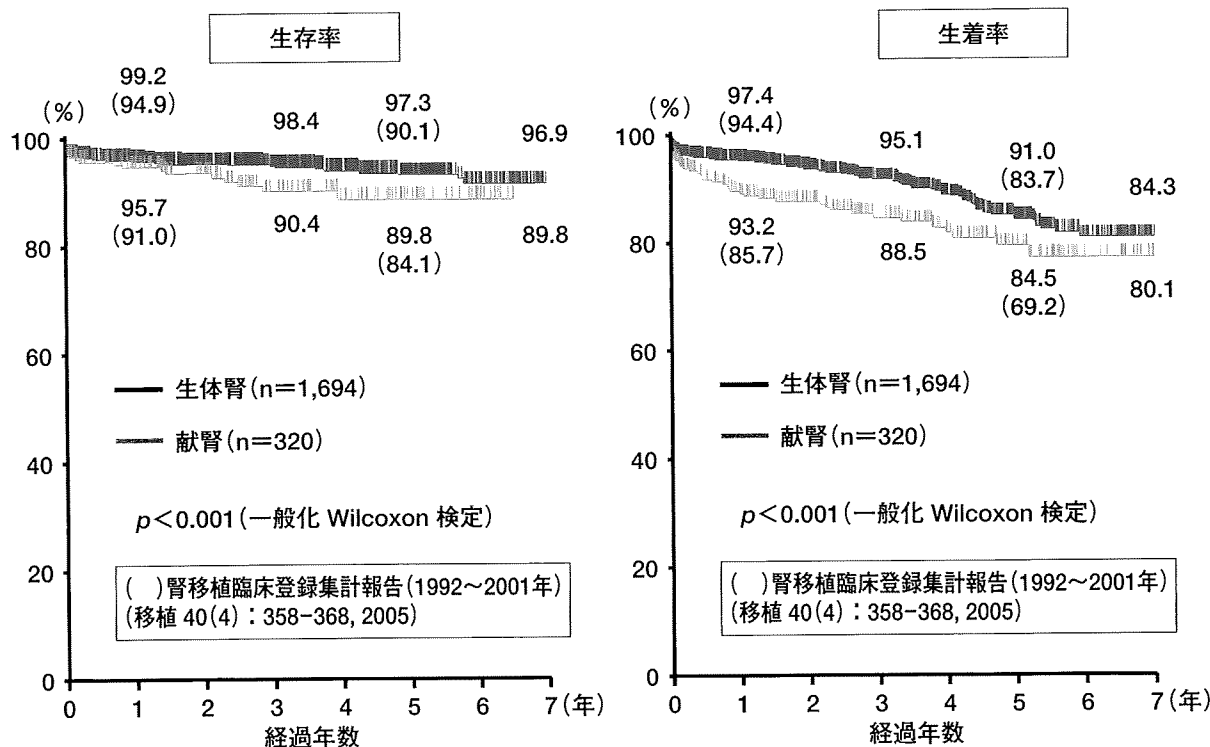 生存率
(%)
99.2
(94.9)
98.4
97.3
(90.1)
96.9
100
80
60
40
20
0
95.7
(91.0)
90.4
89.8
(84.1)
89.8
生体腎(n=1,694)
献腎(n=320)
p<0.001(一般化 Wilcoxon 検定)
( )腎移植臨床登録集計報告(1992〜2001年)
(移植 40(4):358-368, 2005)
0 1 2 3 4 5 6 7(年)
経過年数
生着率
(%)
97.4
(94.4)
95.1
91.0
(83.7)
84.3
100
80
60
40
20
0
93.2
(85.7)
88.5
84.5
(69.2)
80.1
生体腎(n=1,694)
献腎(n=320)
p<0.001(一般化 Wilcoxon 検定)
( )腎移植臨床登録集計報告(1992〜2001年)
(移植 40(4):358-368, 2005)
0 1 2 3 4 5 6 7(年)
経過年数